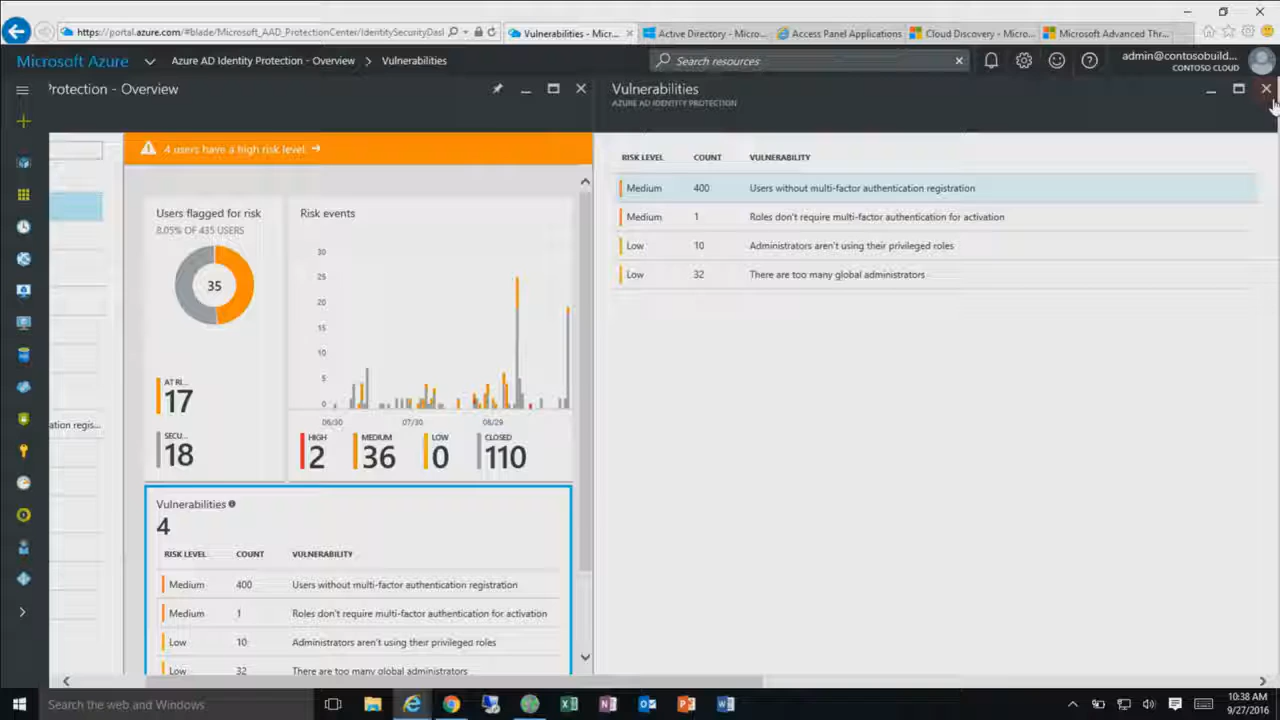 https://portal.azure.com/#blade/Microsoft_AAD_ProtectionCenter/IdentitySecurityDasl
Vulnerabilities - Micr...
Active Directory - Micro...
Access Panel Applications
Cloud Discovery - Micros...
Microsoft Advanced Thr...
Microsoft Azure
Azure AD Identity Protection - Overview
Vulnerabilities
Search resources
admin@contosobuild...
CONTOSO CLOUD
Protection - Overview
4 users have a high risk level
Users flagged for risk
8.05% OF 435 USERS
35
AT RI...
17
SECU...
18
Risk events
30
25
20
15
10
5
0
06/30
07/30
08/29
HIGH
2
MEDIUM
36
LOW
0
CLOSED
110
ation regis...
Vulnerabilities
4
RISK LEVEL COUNT VULNERABILITY
Medium 400 Users without multi-factor authentication registration
Medium 1 Roles don't require multi-factor authentication for activation
Low 10 Administrators aren't using their privileged roles
Low 32 There are too many global administrators
Vulnerabilities
AZURE AD IDENTITY PROTECTION
RISK LEVEL COUNT VULNERABILITY
Medium 400 Users without multi-factor authentication registration
Medium 1 Roles don't require multi-factor authentication for activation
Low 10 Administrators aren't using their privileged roles
Low 32 There are too many global administrators
Search the web and Windows
10:38 AM
9/27/2016